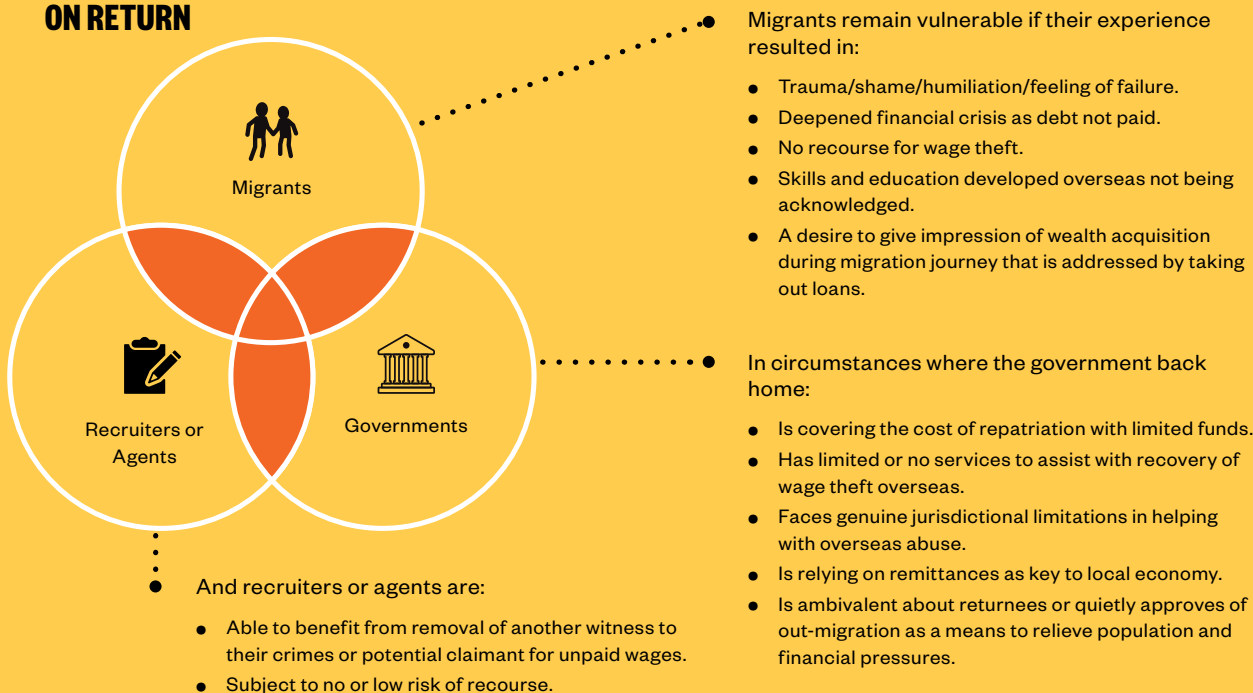 ON RETURN
Migrants
Recruiters or
Agents
Governments
Migrants remain vulnerable if their experience
resulted in:
● Trauma/shame/humiliation/feeling of failure.
● Deepened financial crisis as debt not paid.
● No recourse for wage theft.
● Skills and education developed overseas not being
acknowledged.
● A desire to give impression of wealth acquisition
during migration journey that is addressed by taking
out loans.
In circumstances where the government back
home:
● Is covering the cost of repatriation with limited funds.
● Has limited or no services to assist with recovery of
wage theft overseas.
● Faces genuine jurisdictional limitations in helping
with overseas abuse.
● Is relying on remittances as key to local economy.
● Is ambivalent about returnees or quietly approves of
out-migration as a means to relieve population and
financial pressures.
And recruiters or agents are:
● Able to benefit from removal of another witness to
their crimes or potential claimant for unpaid wages.
● Subject to no or low risk of recourse.